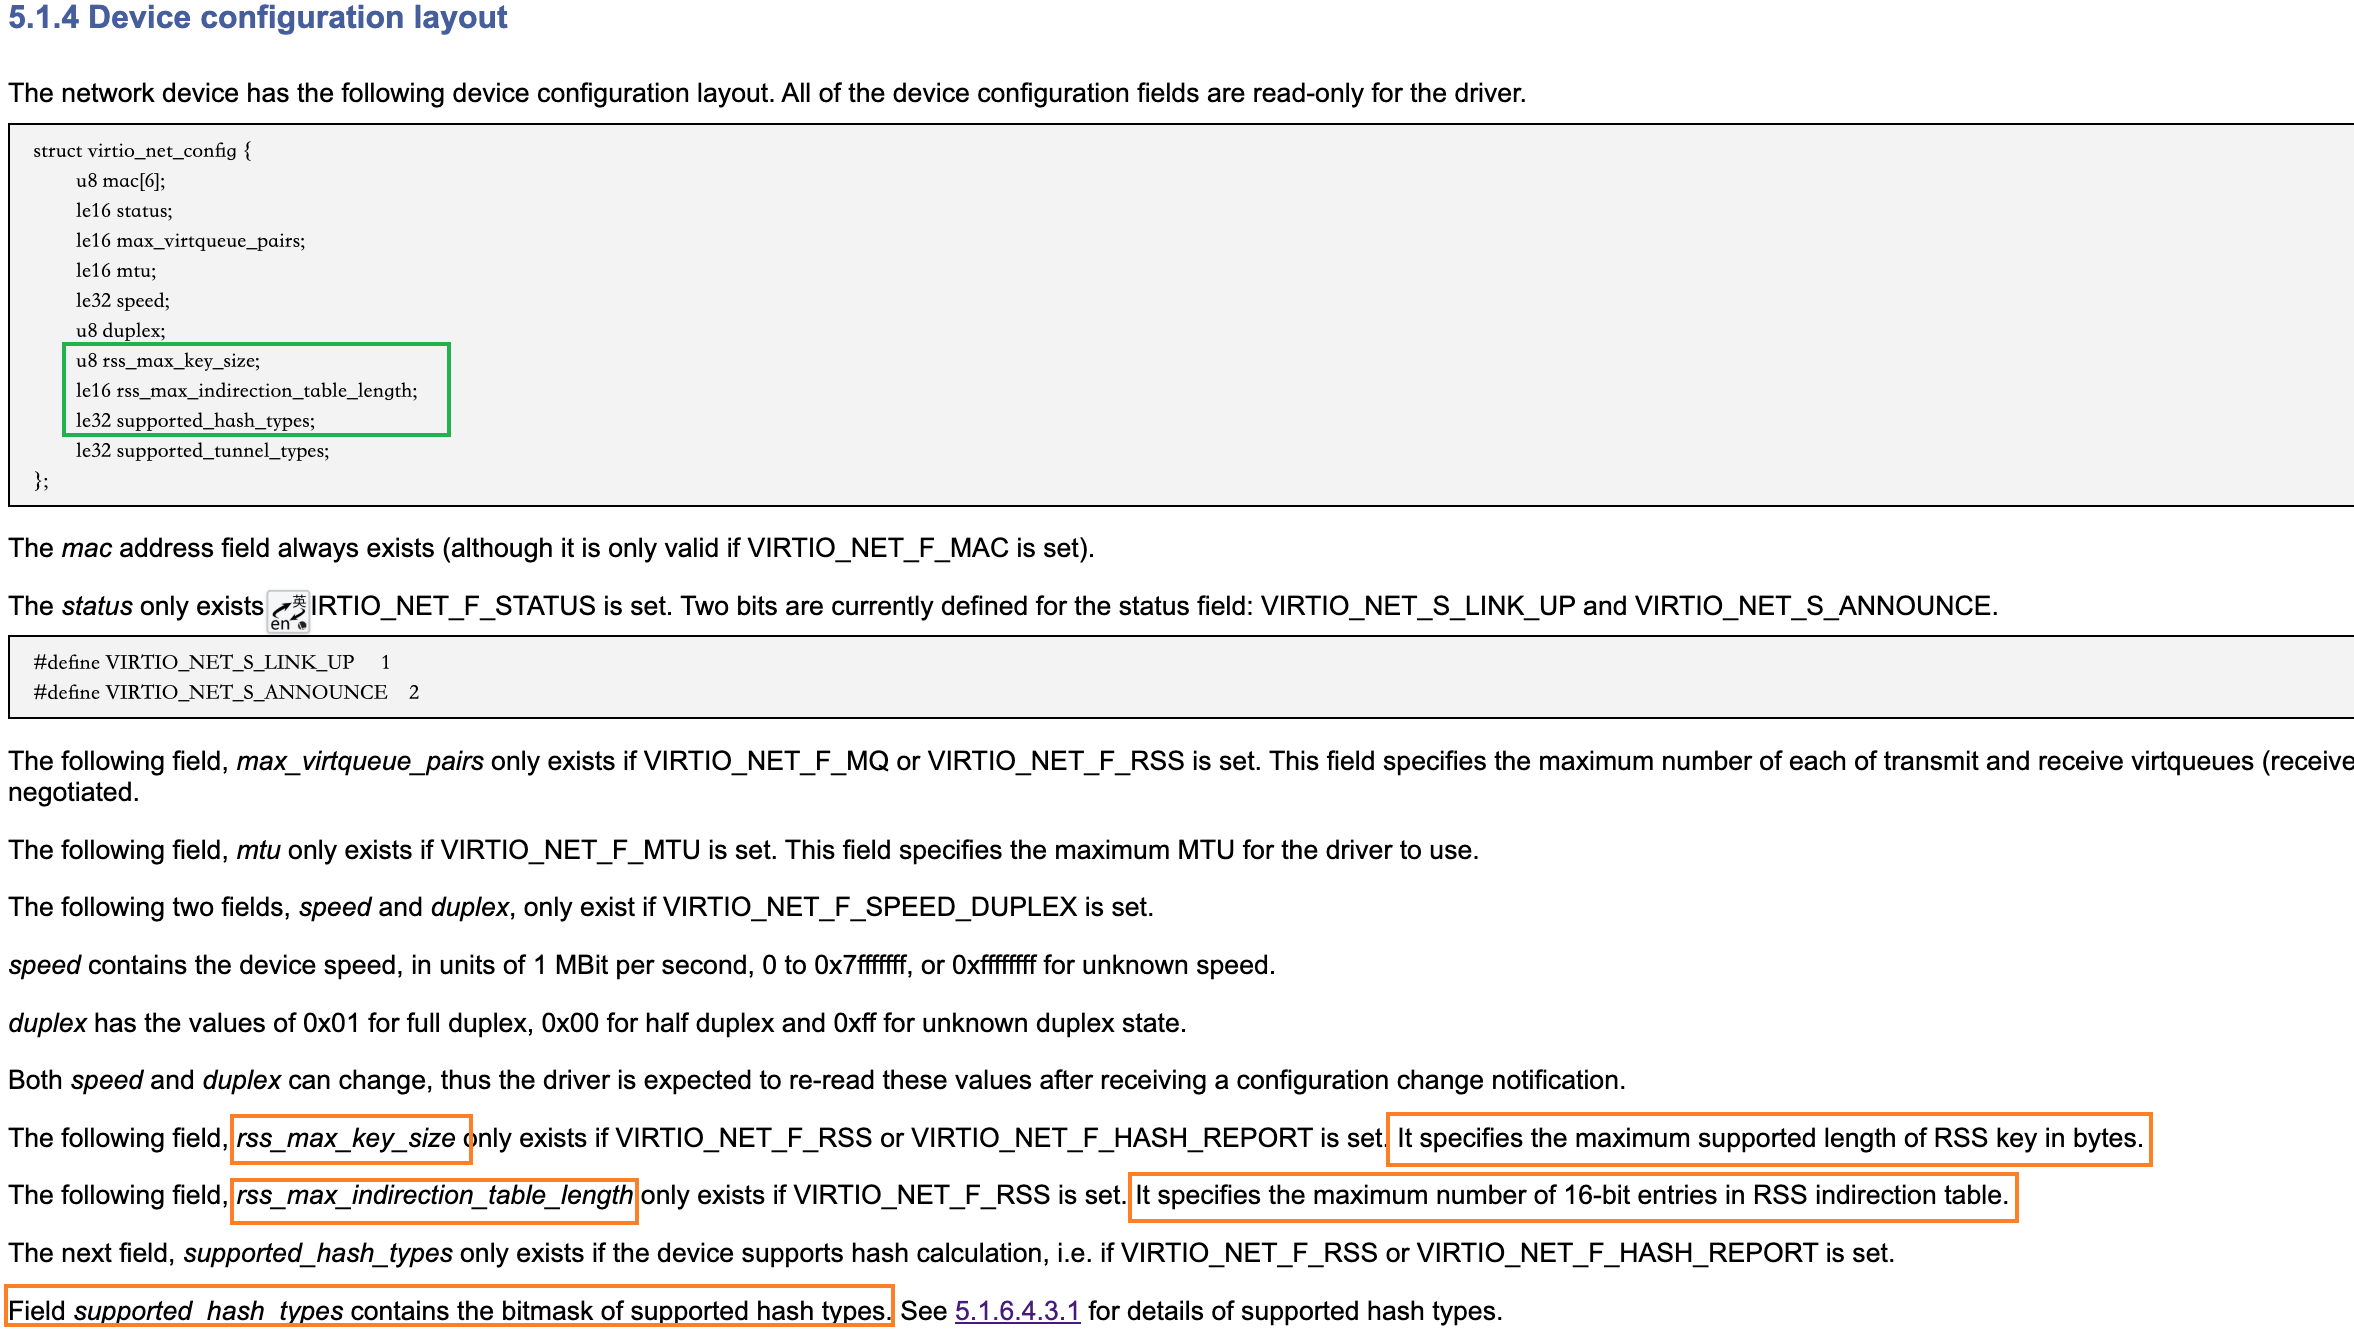 5.1.4 Device configuration layout
The network device has the following device configuration layout. All of the device configuration fields are read-only for the driver.
struct virtio_net_config {
u8 mac[6];
le16 status;
le16 max_virtqueue_pairs;
le16 mtu;
le32 speed;
u8 duplex;
u8 rss_max_key_size;
le16 rss_max_indirection_table_length;
le32 supported_hash_types;
le32 supported_tunnel_types;
};
The mac address field always exists (although it is only valid if VIRTIO_NET_F_MAC is set).
The status only exists 英 en IRTIO_NET_F_STATUS is set. Two bits are currently defined for the status field: VIRTIO_NET_S_LINK_UP and VIRTIO_NET_S_ANNOUNCE.
#define VIRTIO_NET_S_LINK_UP 1
#define VIRTIO_NET_S_ANNOUNCE 2
The following field, max_virtqueue_pairs only exists if VIRTIO_NET_F_MQ or VIRTIO_NET_F_RSS is set. This field specifies the maximum number of each of transmit and receive virtqueues (receive
negotiated.
The following field, mtu only exists if VIRTIO_NET_F_MTU is set. This field specifies the maximum MTU for the driver to use.
The following two fields, speed and duplex, only exist if VIRTIO_NET_F_SPEED_DUPLEX is set.
speed contains the device speed, in units of 1 MBit per second, 0 to 0x7fffffff, or 0xffffffff for unknown speed.
duplex has the values of 0x01 for full duplex, 0x00 for half duplex and 0xff for unknown duplex state.
Both speed and duplex can change, thus the driver is expected to re-read these values after receiving a configuration change notification.
The following field, rss_max_key_size only exists if VIRTIO_NET_F_RSS or VIRTIO_NET_F_HASH_REPORT is set. It specifies the maximum supported length of RSS key in bytes.
The following field, rss_max_indirection_table_length only exists if VIRTIO_NET_F_RSS is set. It specifies the maximum number of 16-bit entries in RSS indirection table.
The next field, supported_hash_types only exists if the device supports hash calculation, i.e. if VIRTIO_NET_F_RSS or VIRTIO_NET_F_HASH_REPORT is set.
Field supported_hash_types contains the bitmask of supported hash types. See 5.1.6.4.3.1 for details of supported hash types.